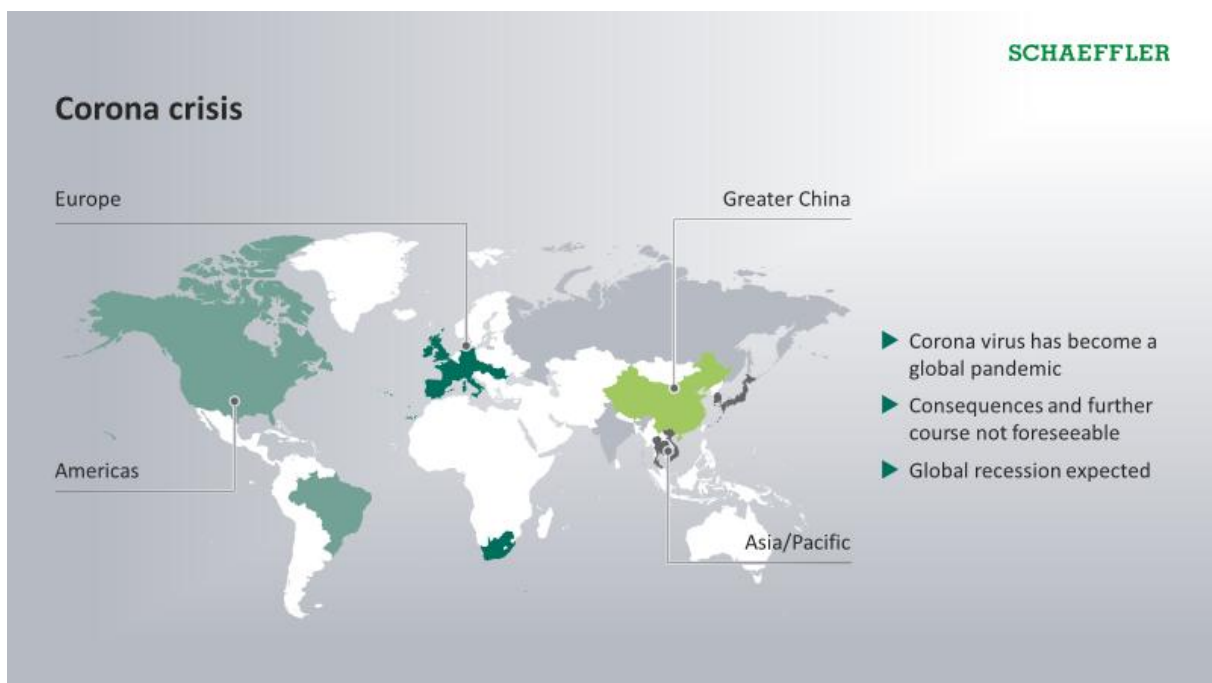 SCHAEFFLER
Corona crisis
Europe
Greater China
Americas
Asia/Pacific
Corona virus has become a
global pandemic
Consequences and further
course not foreseeable
Global recession expected